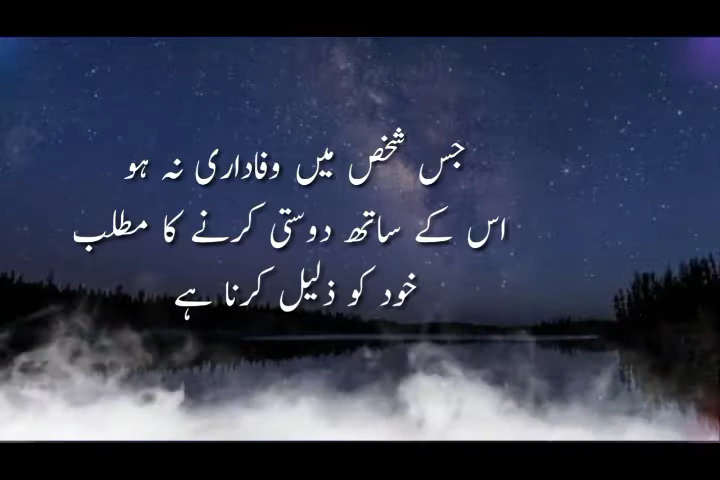 جس شخص میں وفاداری نہ ہو
اس کے ساتھ دوستی کرنے کا مطلب
خود کو ذلیل کرنا ہے